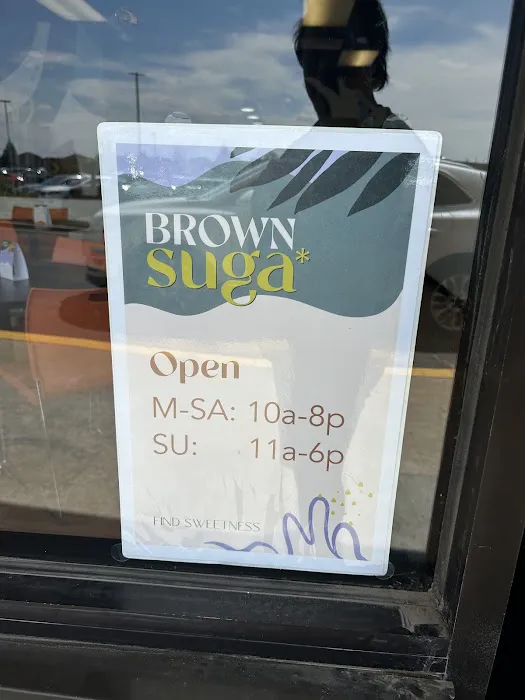 BROWN
suga*
Open
M-SA: 10a-8p
SU: 11a-6p
FIND SWEETNESS